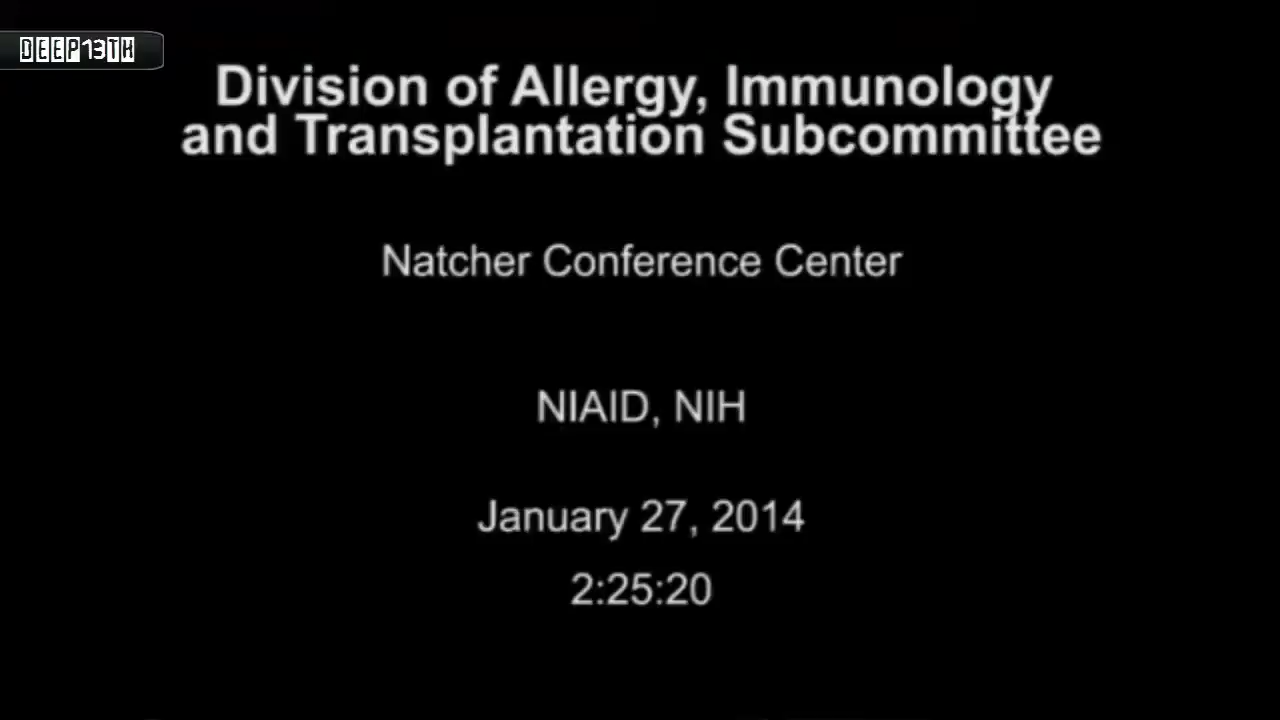 DEEP13TH
Division of Allergy, Immunology
and Transplantation Subcommittee
Natcher Conference Center
NIAID, NIH
January 27, 2014
2:25:20